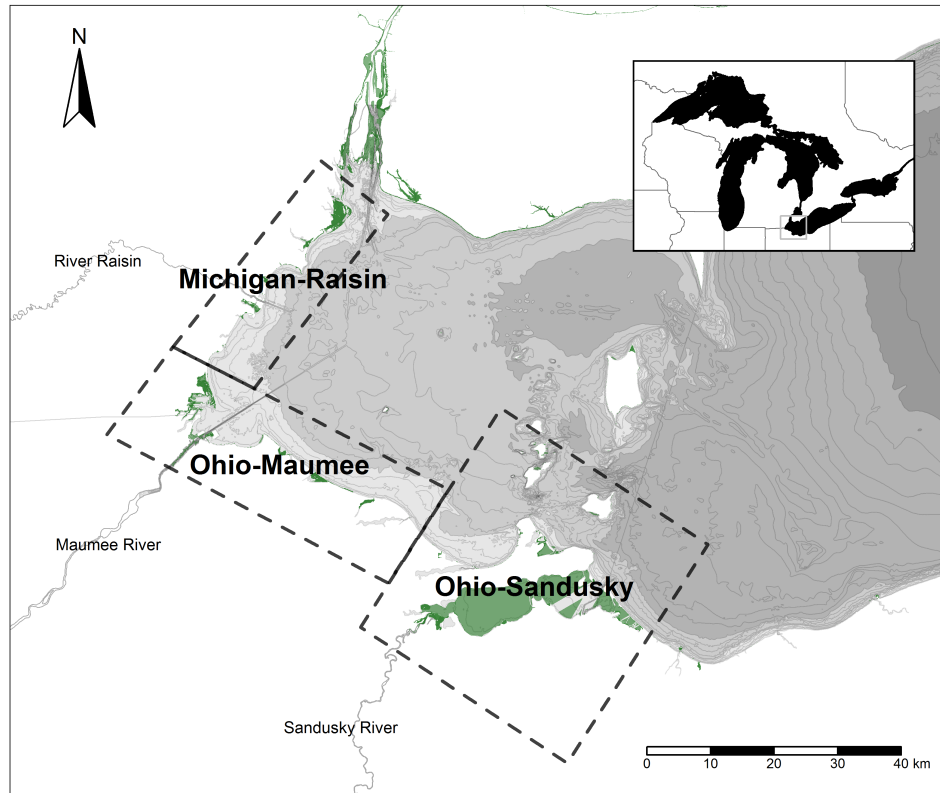 N
River Raisin
Michigan-Raisin
Ohio-Maumee
Maumee River
Ohio-Sandusky
Sandusky River
0 10 20 30 40 km